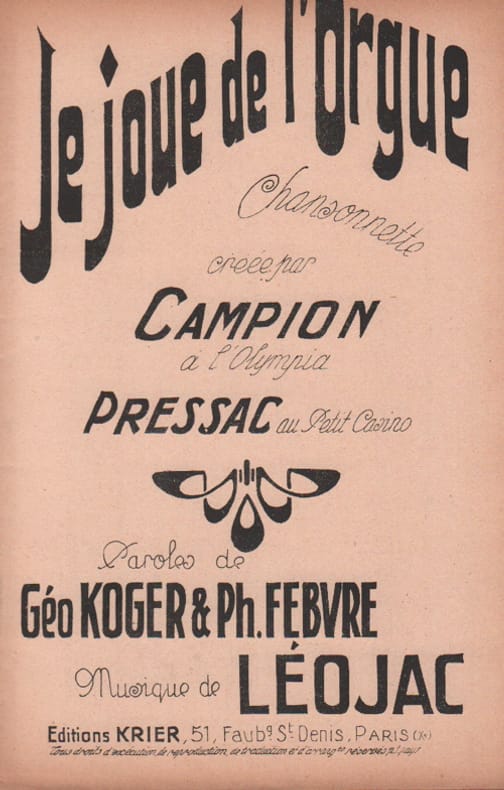 Je joue de l'Orgue
Chansonnette
créée par
CAMPION
à l'Olympia
PRESSAC au Petit Casino
Paroles de
Géo KOGER & Ph. FEBVRE
Musique de LÉOJAC
Editions KRIER, 51, Faubg St Denis, PARIS (Xe)
Tous droits d'exécution, de reproduction, de traduction et d'arrangts réservés pr. pays